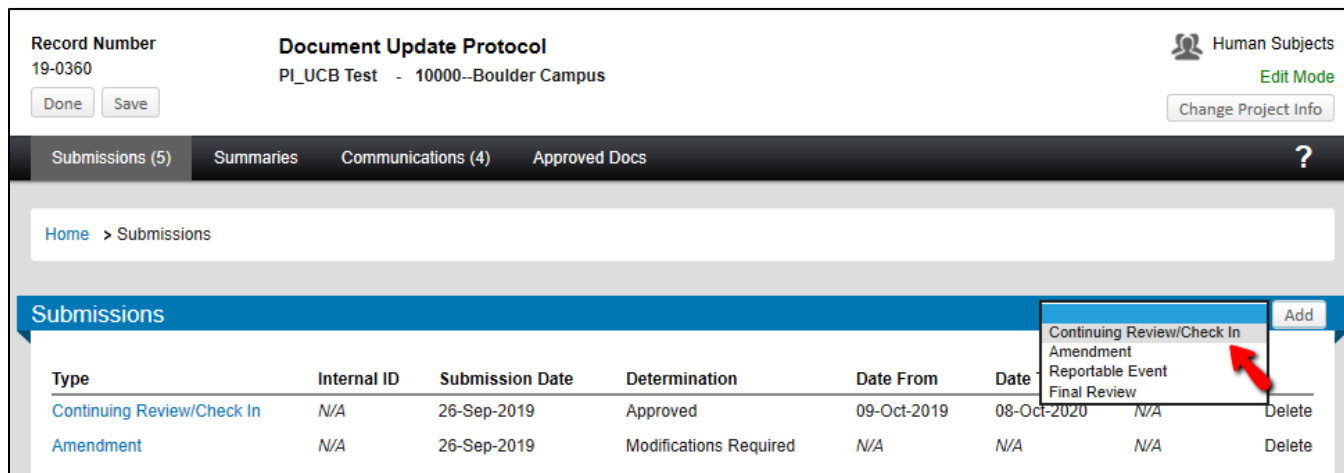 Record Number
19-0360
Done Save
Document Update Protocol
PI_UCB Test - 10000--Boulder Campus
Human Subjects
Edit Mode
Change Project Info
Submissions (5) Summaries Communications (4) Approved Docs ?
Home > Submissions
Submissions
Add
Continuing Review/Check In
Amendment
Reportable Event
Final Review
Type Internal ID Submission Date Determination Date From Date
Continuing Review/Check In N/A 26-Sep-2019 Approved 09-Oct-2019 08-Oct-2020 N/A Delete
Amendment N/A 26-Sep-2019 Modifications Required N/A N/A N/A Delete